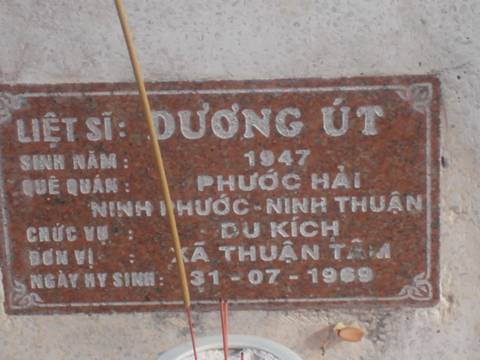 LIỆT SĨ: DƯƠNG ÚT
SINH NĂM: 1947
QUÊ QUÁN: PHƯỚC HẢI
NINH PHƯỚC-NINH THUẬN
CHỨC VỤ: DU KÍCH
ĐƠN VỊ: XÃ THUẬN TÂM
NGÀY HY SINH: 31-07-1969